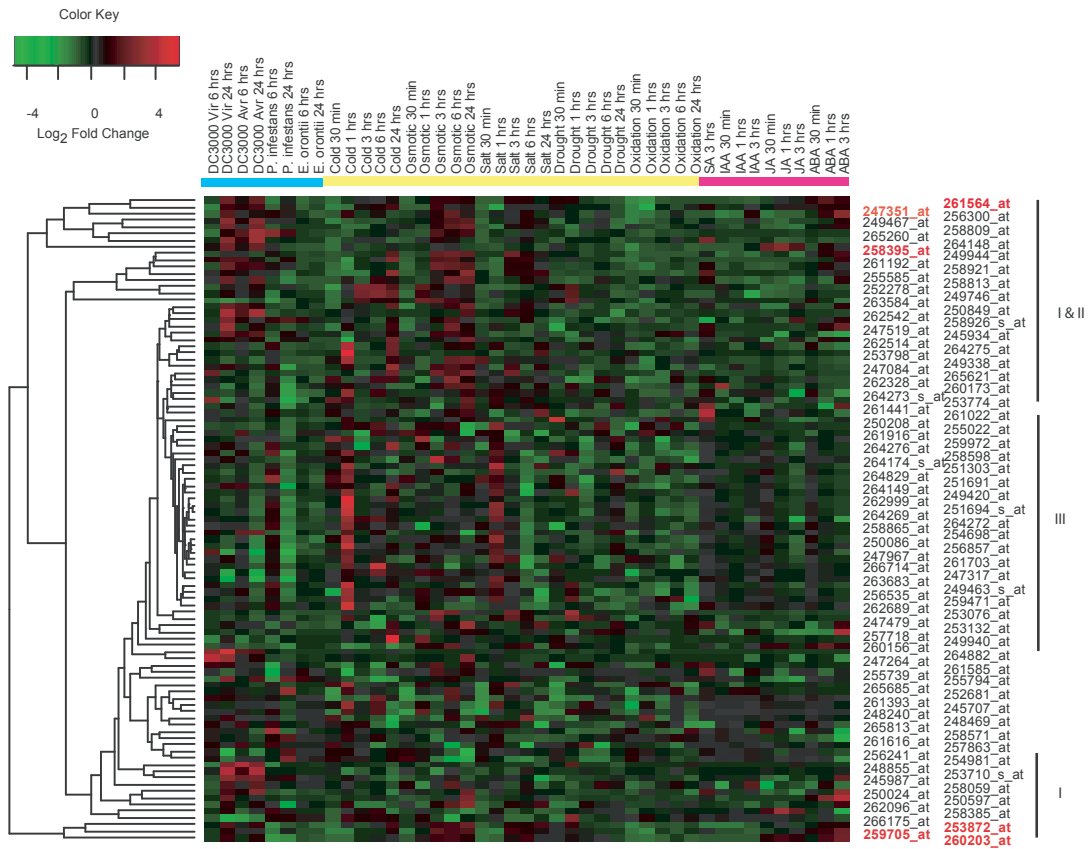 Color Key
-4 0 4
Log2 Fold Change
DC3000 Vir 6 hrs
DC3000 Vir 24 hrs
DC3000 Avr 6 hrs
DC3000 Avr 24 hrs
P. infestans 6 hrs
P. infestans 24 hrs
E. orontii 6 hrs
E. orontii 24 hrs
Cold 30 min
Cold 1 hrs
Cold 3 hrs
Cold 6 hrs
Cold 24 hrs
Osmotic 30 min
Osmotic 1 hrs
Osmotic 3 hrs
Osmotic 6 hrs
Osmotic 24 hrs
Salt 30 min
Salt 1 hrs
Salt 3 hrs
Salt 6 hrs
Salt 24 hrs
Drought 30 min
Drought 1 hrs
Drought 3 hrs
Drought 6 hrs
Drought 24 hrs
Oxidation 30 min
Oxidation 1 hrs
Oxidation 3 hrs
Oxidation 6 hrs
Oxidation 24 hrs
SA 3 hrs
IAA 30 min
IAA 1 hrs
IAA 3 hrs
JA 30 min
JA 1 hrs
JA 3 hrs
ABA 30 min
ABA 1 hrs
ABA 3 hrs
247351_at
249467_at
265260_at
258395_at
261192_at
255585_at
252278_at
263584_at
262542_at
247519_at
262514_at
253798_at
247084_at
262328_at
264273_s_at
261441_at
250208_at
261916_at
264276_at
264174_s_at
264829_at
264149_at
262999_at
264269_at
258865_at
250086_at
247967_at
266714_at
263683_at
256535_at
262689_at
247479_at
257718_at
260156_at
247264_at
255739_at
265685_at
261393_at
248240_at
265813_at
261616_at
256241_at
248855_at
245987_at
250024_at
262096_at
266175_at
259705_at
261564_at
256300_at
258809_at
264148_at
249944_at
258921_at
258813_at
249746_at
250849_at
258926_s_at
245934_at
264275_at
249338_at
265621_at
260173_at
253774_at
261022_at
255022_at
259972_at
258598_at
251303_at
251691_at
249420_at
251694_s_at
264272_at
254698_at
256857_at
261703_at
247317_at
249463_s_at
259471_at
253076_at
253132_at
249940_at
264882_at
261585_at
255794_at
252681_at
245707_at
248469_at
258571_at
257863_at
254981_at
253710_s_at
258059_at
250597_at
258385_at
253872_at
260203_at
I & II
III
I